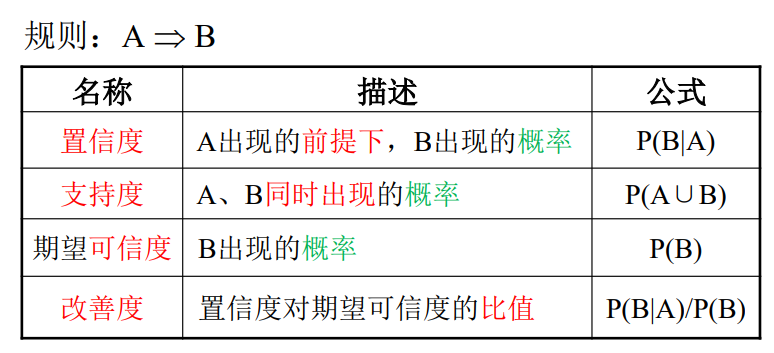 规则：A ⇒ B
名称 描述 公式
置信度 A出现的前提下，B出现的概率 P(B|A)
支持度 A、B同时出现的概率 P(A∪B)
期望可信度 B出现的概率 P(B)
改善度 置信度对期望可信度的比值 P(B|A)/P(B)